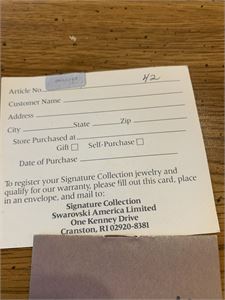 Article No.
42
Customer Name
Address
City State Zip
Store Purchased at
Gift Self-Purchase
Date of Purchase
To register your Signature Collection jewelry and
qualify for our warranty, please fill out this card, place
in an envelope, and mail to:
Signature Collection
Swarovski America Limited
One Kenney Drive
Cranston, RI 02920-8381